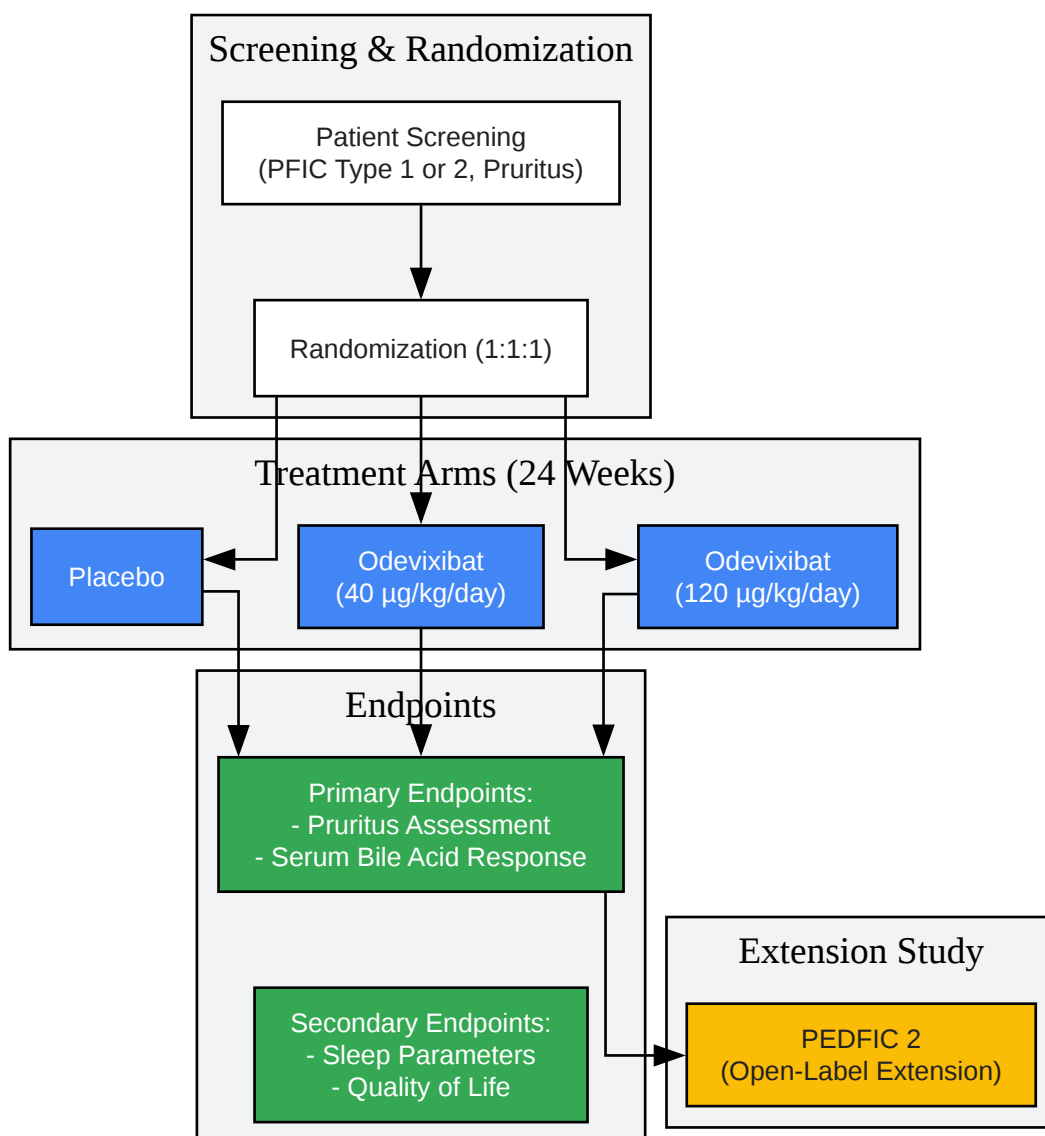 Screening & Randomization
Patient Screening
(PFIC Type 1 or 2, Pruritus)
Randomization (1:1:1)
Treatment Arms (24 Weeks)
Placebo
Odevixibat
(40 µg/kg/day)
Odevixibat
(120 µg/kg/day)
Endpoints
Primary Endpoints:
- Pruritus Assessment
- Serum Bile Acid Response
Secondary Endpoints:
- Sleep Parameters
- Quality of Life
Extension Study
PEDFIC 2
(Open-Label Extension)